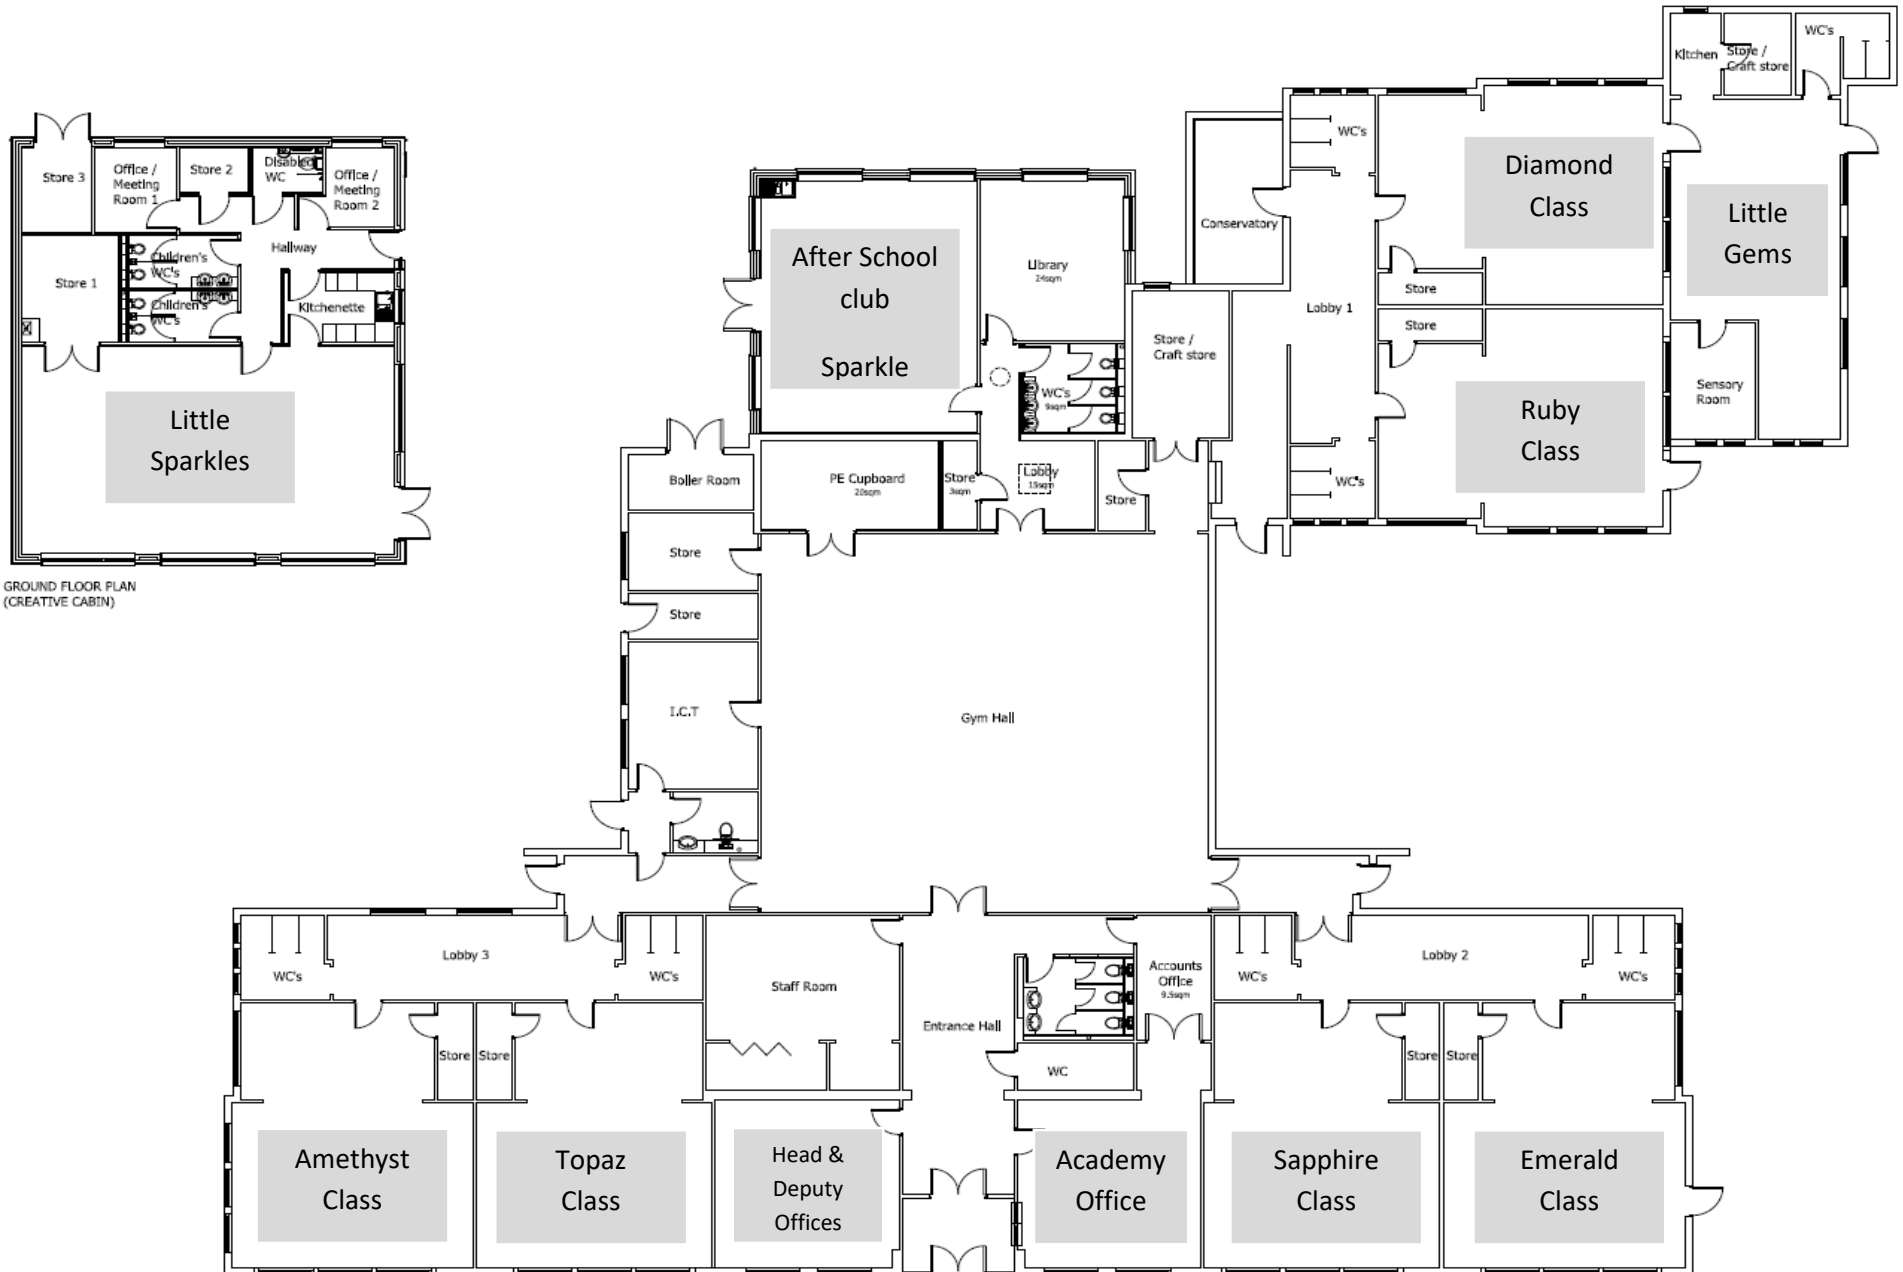 Kitchen
Store /
Craft store
WC's
Diamond
Class
Little
Gems
WC's
Conservatory
Lobby 1
Store
Store
Sensory
Room
Ruby
Class
WC's
Store 3
Office /
Meeting
Room 1
Store 2
Disabled
WC
Office /
Meeting
Room 2
Hallway
Store 1
Children's
WC's
Children's
WC's
Kitchenette
Little
Sparkles
GROUND FLOOR PLAN
(CREATIVE CABIN)
After School
club
Sparkle
Library
24sqm
WC's
9sqm
Store /
Craft store
Boiler Room
PE Cupboard
20sqm
Store
3sqm
Lobby
15sqm
Store
Store
Store
I.C.T
Gym Hall
WC's
Lobby 3
WC's
Staff Room
Entrance Hall
Accounts
Office
9.5sqm
WC
WC's
Lobby 2
WC's
Store
Store
Store
Store
Amethyst
Class
Topaz
Class
Head &
Deputy
Offices
Academy
Office
Sapphire
Class
Emerald
Class